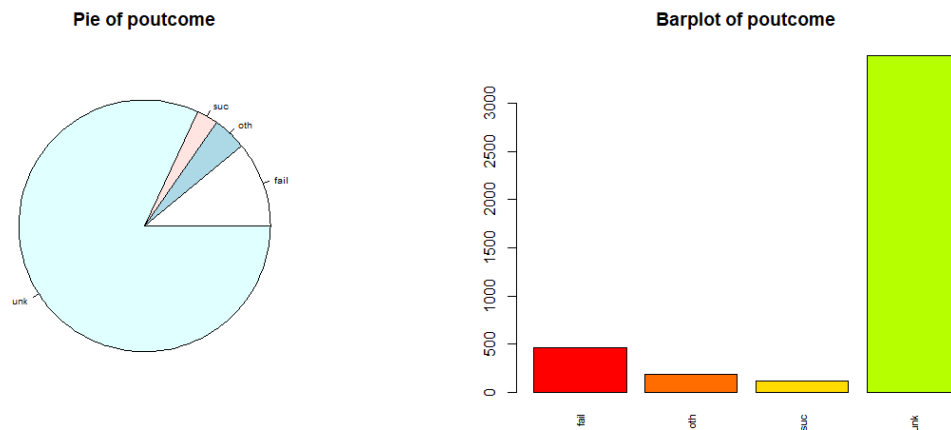 Pie of poutcome
suc
oth
fail
unk
Barplot of poutcome
3000
2500
2000
1500
1000
500
0
fail
oth
suc
unk